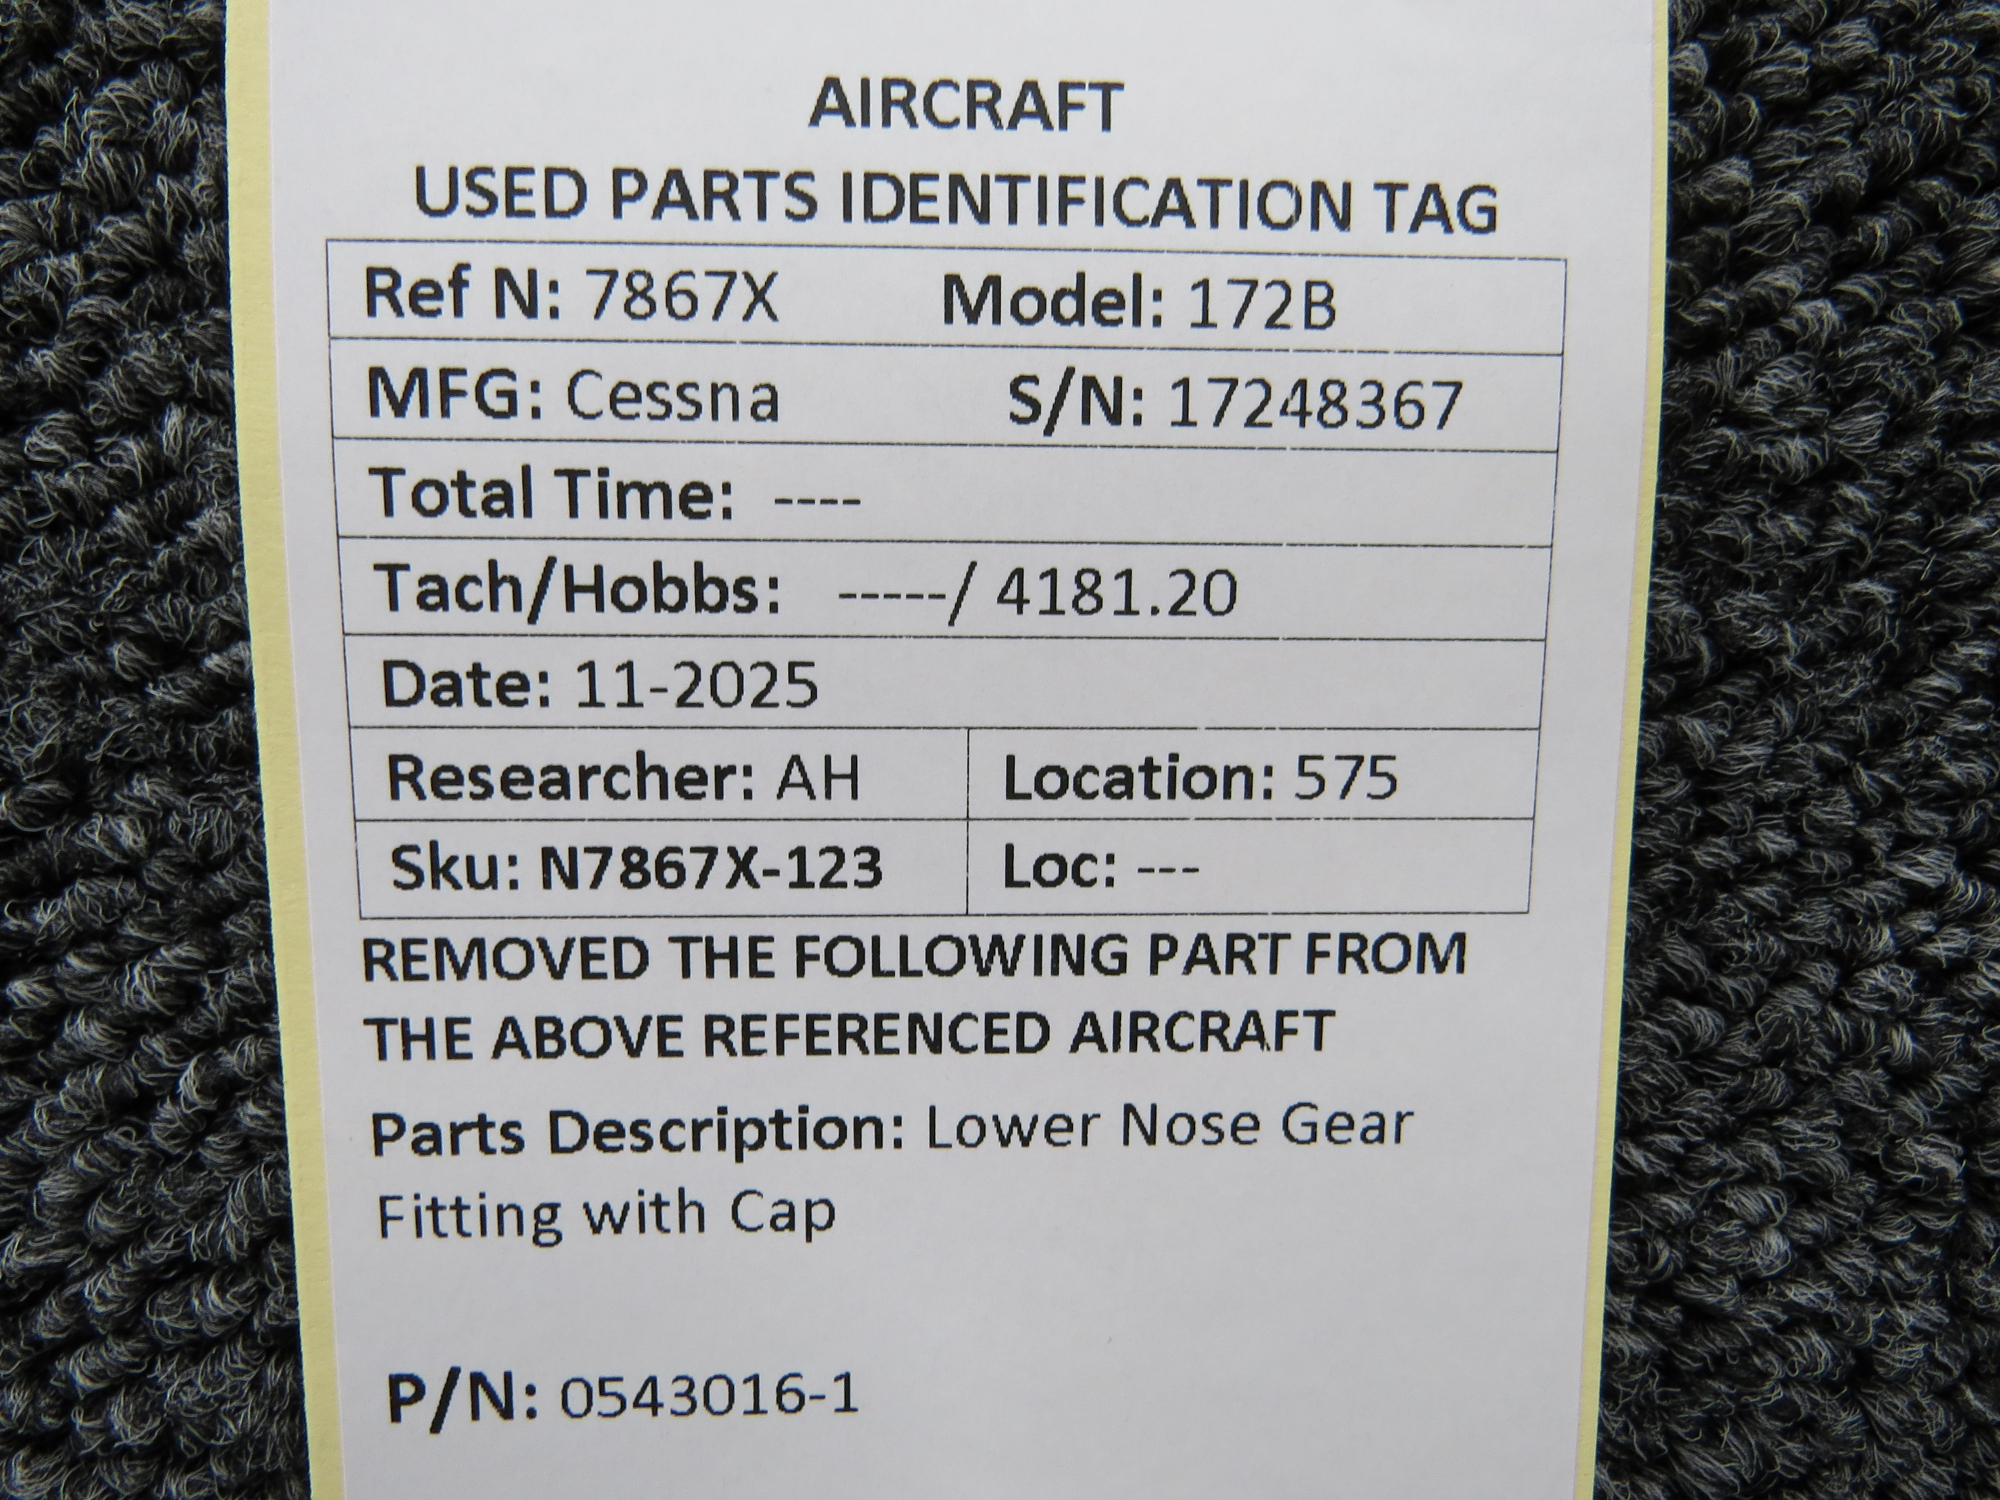 AIRCRAFT
USED PARTS IDENTIFICATION TAG
Ref N: 7867X Model: 172B
MFG: Cessna S/N: 17248367
Total Time: ----
Tach/Hobbs: -----/ 4181.20
Date: 11-2025
Researcher: AH Location: 575
Sku: N7867X-123 Loc: ---
REMOVED THE FOLLOWING PART FROM
THE ABOVE REFERENCED AIRCRAFT
Parts Description: Lower Nose Gear
Fitting with Cap
P/N: 0543016-1